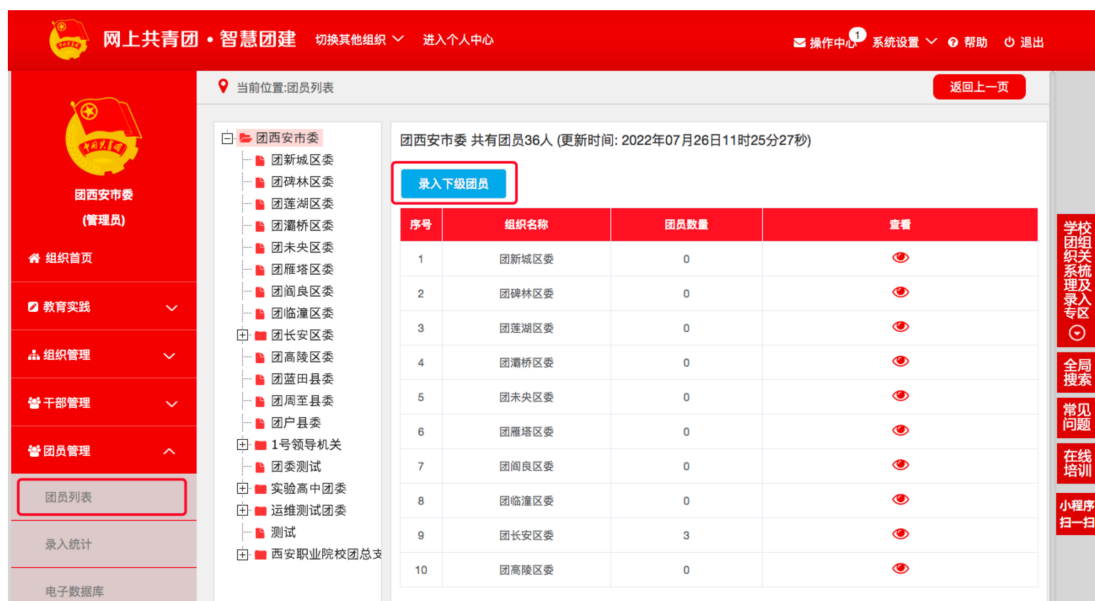 网上共青团·智慧团建 切换其他组织 进入个人中心 操作中心 1 系统设置 帮助 退出
当前位置:团员列表 返回上一页
团西安市委
(管理员)
组织首页
教育实践
组织管理
干部管理
团员管理
团员列表
录入统计
电子数据库
团西安市委
团新城区委
团碑林区委
团莲湖区委
团灞桥区委
团未央区委
团雁塔区委
团阎良区委
团临潼区委
团长安区委
团高陵区委
团蓝田县委
团周至县委
团户县委
1号领导机关
团委测试
实验高中团委
运维测试团委
测试
西安职业院校团总支
团西安市委 共有团员36人 (更新时间: 2022年07月26日11时25分27秒)
录入下级团员
序号 组织名称 团员数量 查看
1 团新城区委 0
2 团碑林区委 0
3 团莲湖区委 0
4 团灞桥区委 0
5 团未央区委 0
6 团雁塔区委 0
7 团阎良区委 0
8 团临潼区委 0
9 团长安区委 3
10 团高陵区委 0
学校
团组
织关
系梳
理及
录入
专区
全局
搜索
常见
问题
在线
培训
小程序
扫一扫